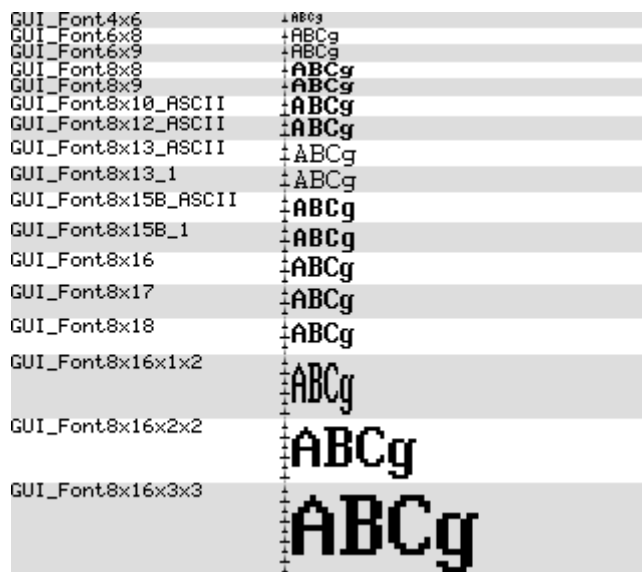 GUI_Font4x6 ABCg
GUI_Font6x8 ABCg
GUI_Font6x9 ABCg
GUI_Font8x8 ABCg
GUI_Font8x9 ABCg
GUI_Font8x10_ASCII ABCg
GUI_Font8x12_ASCII ABCg
GUI_Font8x13_ASCII ABCg
GUI_Font8x13_1 ABCg
GUI_Font8x15B_ASCII ABCg
GUI_Font8x15B_1 ABCg
GUI_Font8x16 ABCg
GUI_Font8x17 ABCg
GUI_Font8x18 ABCg
GUI_Font8x16x1x2 ABCg
GUI_Font8x16x2x2 ABCg
GUI_Font8x16x3x3 ABCg